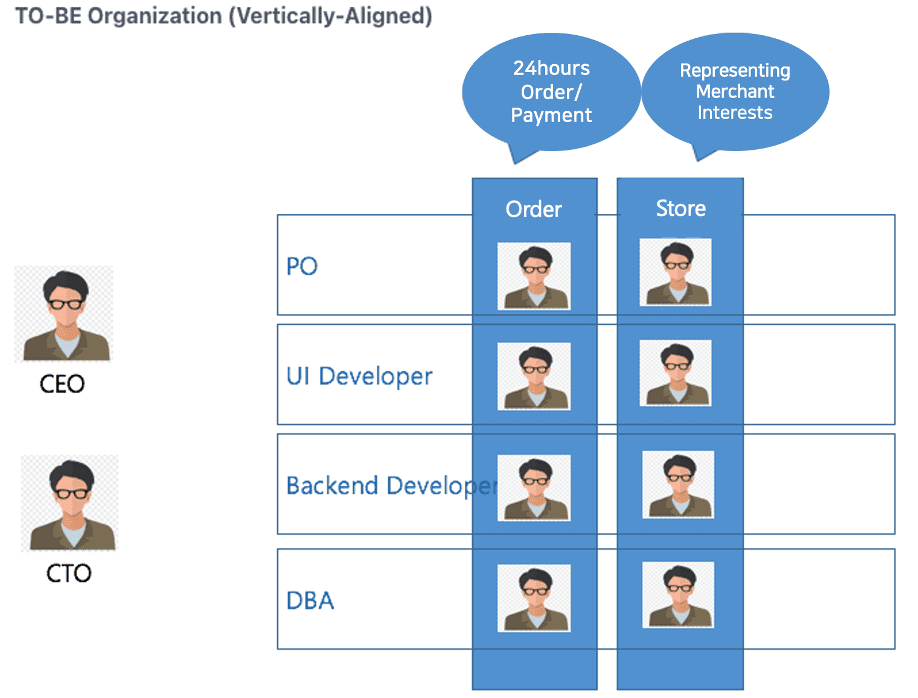 TO-BE Organization (Vertically-Aligned)
24hours
Order/
Payment
Representing
Merchant
Interests
Order
Store
PO
CEO
UI Developer
Backend Developer
CTO
DBA